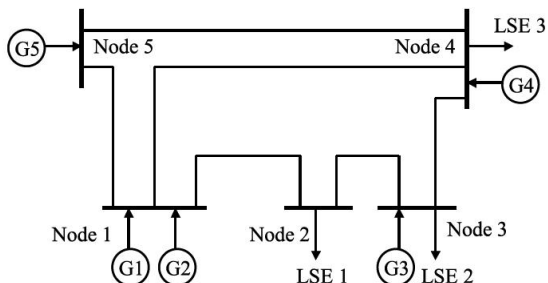 LSE 3
G5
Node 5
Node 4
G4
Node 1
Node 2
Node 3
G1
G2
LSE 1
G3
LSE 2